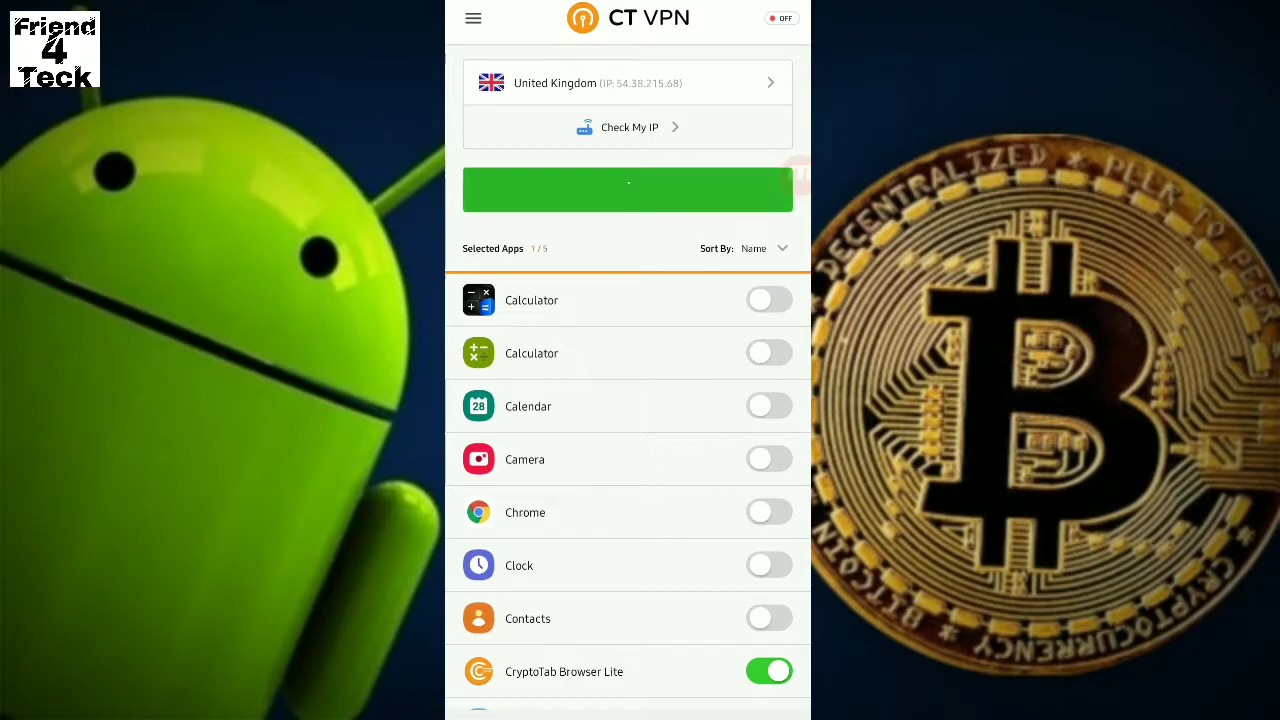 Friend
4
Teck
CT VPN
OFF
United Kingdom (IP: 54.38.215.68)
Check My IP
Selected Apps 1 / 5
Sort By: Name
Calculator
Calculator
28
Calendar
Camera
Chrome
Clock
Contacts
CryptoTab Browser Lite
DECENTRALIZED * PEER TO PEER
BITCOIN * CRYPTOCURRENCY